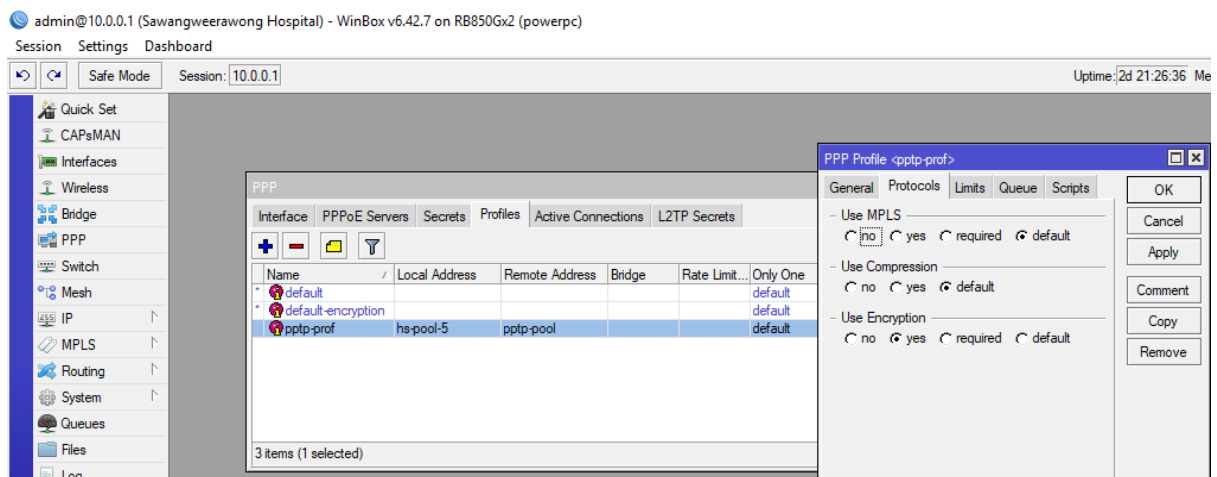 admin@10.0.0.1 (Sawangweerawong Hospital) - WinBox v6.42.7 on RB850Gx2 (powerpc)
Session Settings Dashboard
Safe Mode Session: 10.0.0.1 Uptime: 2d 21:26:36 Me
Quick Set
CAPsMAN
Interfaces
Wireless
Bridge
PPP
Switch
Mesh
IP
MPLS
Routing
System
Queues
Files
Log
PPP
Interface PPPoE Servers Secrets Profiles Active Connections L2TP Secrets
Name / Local Address Remote Address Bridge Rate Limit... Only One
* default default
* default-encryption default
pptp-prof hs-pool-5 pptp-pool default
3 items (1 selected)
PPP Profile <pptp-prof>
General Protocols Limits Queue Scripts
Use MPLS
no yes required default
Use Compression
no yes default
Use Encryption
no yes required default
OK
Cancel
Apply
Comment
Copy
Remove